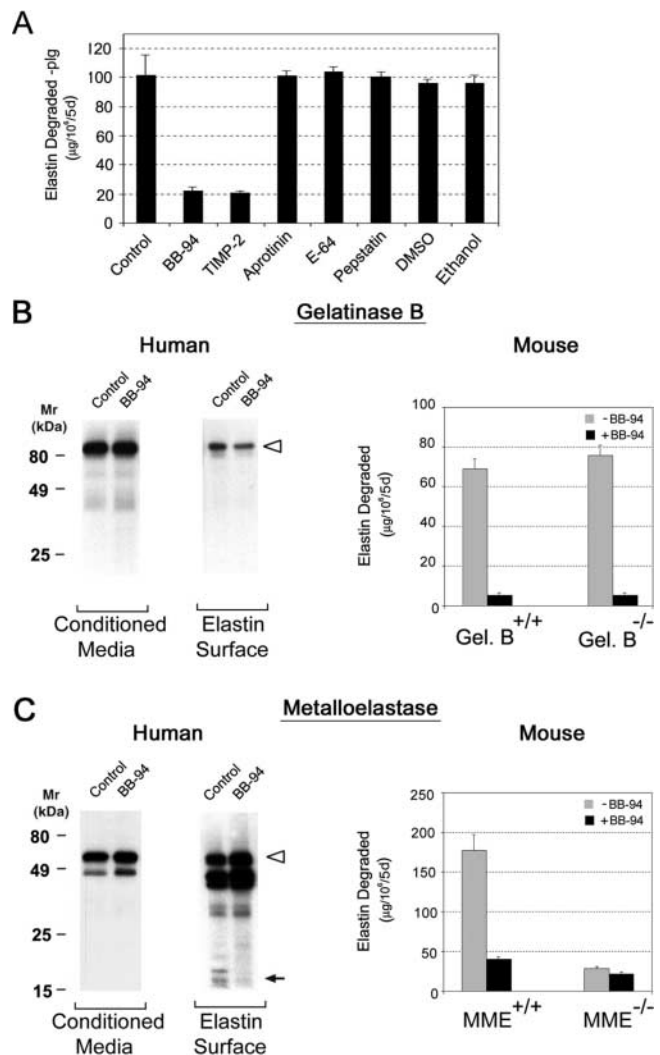 A
Elastin Degraded -plg
(µg/10⁶/5d)
120
100
80
60
40
20
0
Control
BB-94
TIMP-2
Aprotinin
E-64
Pepstatin
DMSO
Ethanol
B
Gelatinase B
Human
Mouse
Mr
(kDa)
Control
BB-94
Control
BB-94
80
49
25
Conditioned
Media
Elastin
Surface
Elastin Degraded
(µg/10⁶/5d)
100
80
60
40
20
0
-BB-94
+BB-94
Gel. B +/+
Gel. B -/-
C
Metalloelastase
Human
Mouse
Mr
(kDa)
Control
BB-94
Control
BB-94
80
49
25
15
Conditioned
Media
Elastin
Surface
Elastin Degraded
(µg/10⁶/5d)
250
200
150
100
50
0
-BB-94
+BB-94
MME +/+
MME -/-